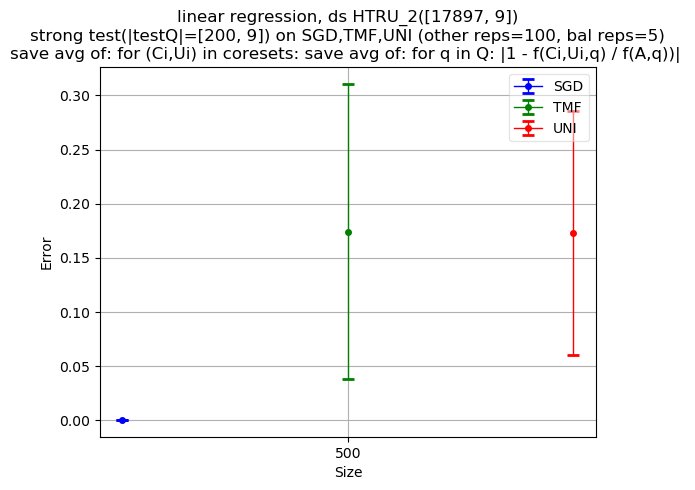 linear regression, ds HTRU_2([17897, 9])
strong test(|testQ|=[200, 9]) on SGD,TMF,UNI (other reps=100, bal reps=5)
save avg of: for (Ci,Ui) in coresets: save avg of: for q in Q: |1 - f(Ci,Ui,q) / f(A,q))|
SGD
TMF
UNI
0.30
0.25
0.20
0.15
0.10
0.05
0.00
Error
500
Size